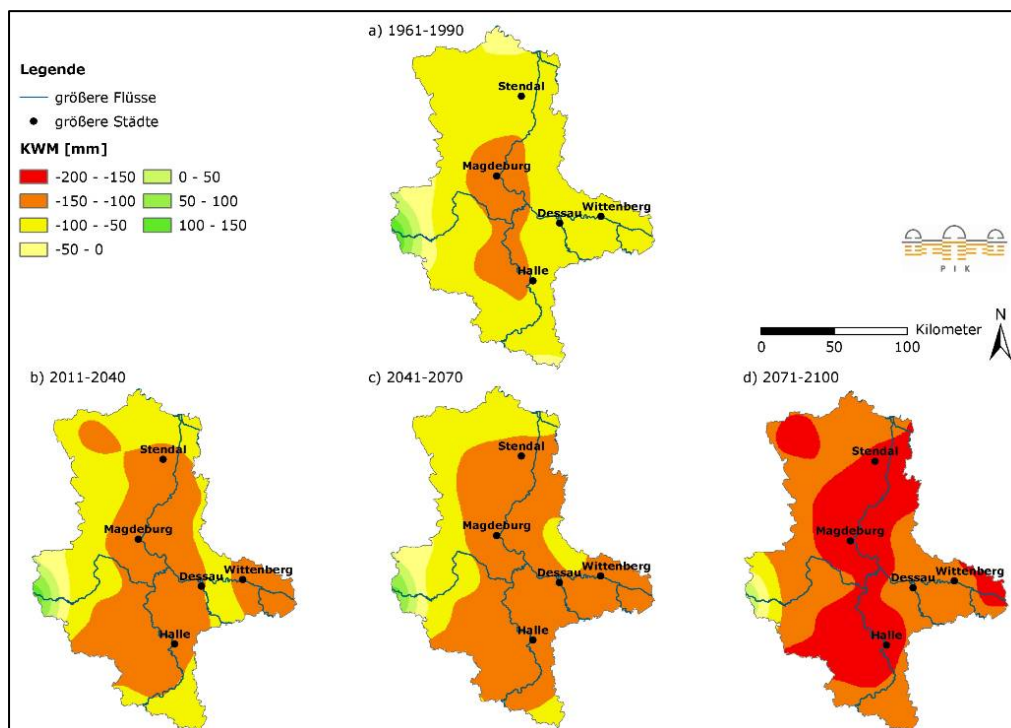 a) 1961-1990
Legende
größere Flüsse
größere Städte
KWM [mm]
-200 - -150
0 - 50
-150 - -100
50 - 100
-100 - -50
100 - 150
-50 - 0
Stendal
Magdeburg
Dessau
Wittenberg
Halle
P I K
Kilometer
0 50 100
N
b) 2011-2040
Stendal
Magdeburg
Dessau
Wittenberg
Halle
c) 2041-2070
Stendal
Magdeburg
Dessau
Wittenberg
Halle
d) 2071-2100
Stendal
Magdeburg
Dessau
Wittenberg
Halle